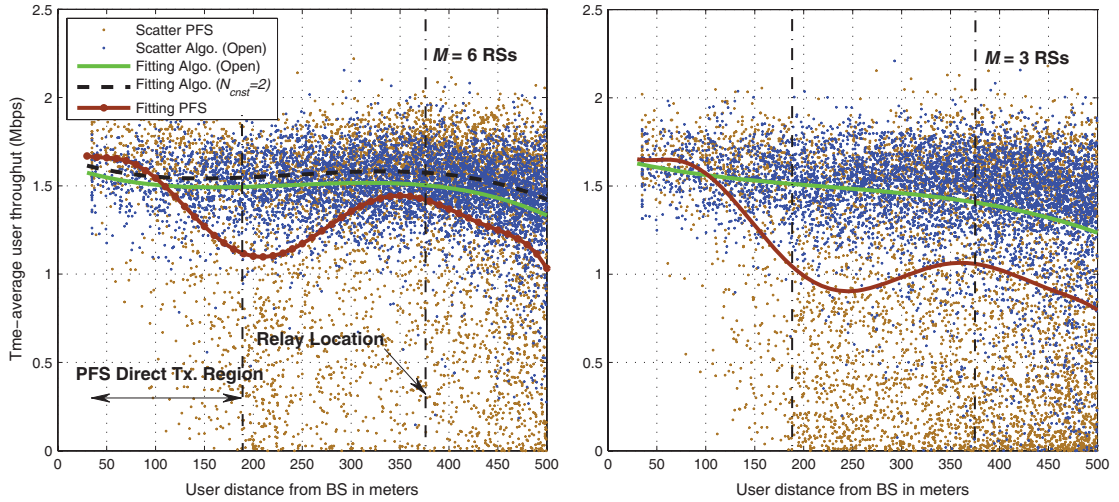 Scatter PFS
Scatter Algo. (Open)
Fitting Algo. (Open)
Fitting Algo. (N_cnst=2)
Fitting PFS
M = 6 RSs
Relay Location
PFS Direct Tx. Region
Tme–average user throughut (Mbps)
2.5
2
1.5
1
0.5
0
0 50 100 150 200 250 300 350 400 450 500
User distance from BS in meters
M = 3 RSs
2.5
2
1.5
1
0.5
0
0 50 100 150 200 250 300 350 400 450 500
User distance from BS in meters